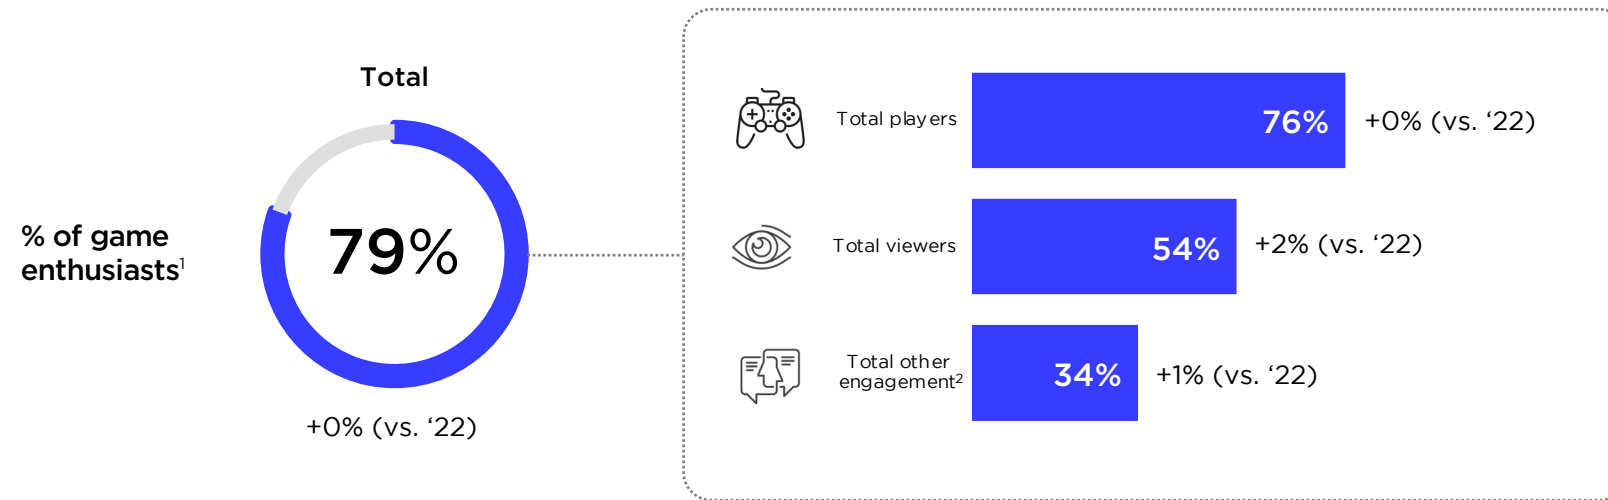 Total
% of game
enthusiasts¹
79%
+0% (vs. ‘22)
Total players
76%
+0% (vs. ‘22)
Total viewers
54%
+2% (vs. ‘22)
Total other
engagement²
34%
+1% (vs. ‘22)